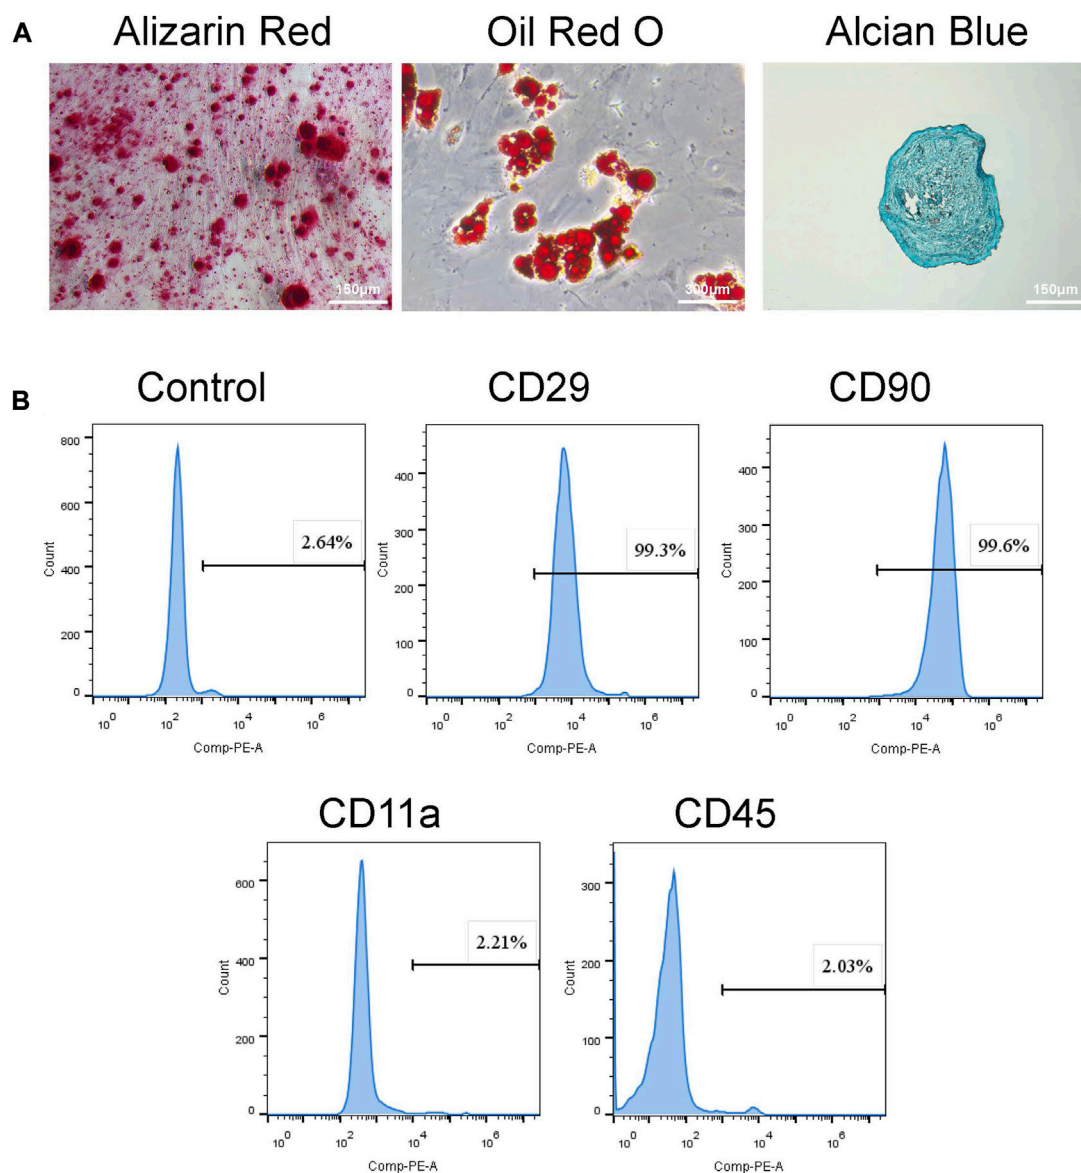 A
Alizarin Red
Oil Red O
Alcian Blue
150μm
300μm
150μm
B
Control
CD29
CD90
800
600
400
200
0
Count
2.64%
10^0 10^2 10^4 10^6
Comp-PE-A
400
300
200
100
0
Count
99.3%
10^0 10^2 10^4 10^6
Comp-PE-A
400
300
200
100
0
Count
99.6%
10^0 10^2 10^4 10^6
Comp-PE-A
CD11a
CD45
600
400
200
0
Count
2.21%
10^0 10^2 10^4 10^6
Comp-PE-A
300
200
100
0
Count
2.03%
10^0 10^2 10^4 10^6
Comp-PE-A